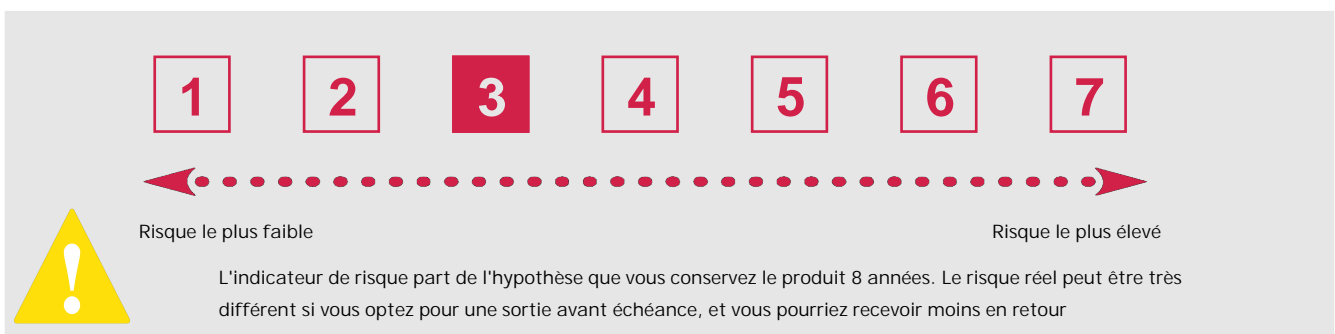 1 2 3 4 5 6 7
Risque le plus faible Risque le plus élevé
L'indicateur de risque part de l'hypothèse que vous conservez le produit 8 années. Le risque réel peut être très
différent si vous optez pour une sortie avant échéance, et vous pourriez recevoir moins en retour